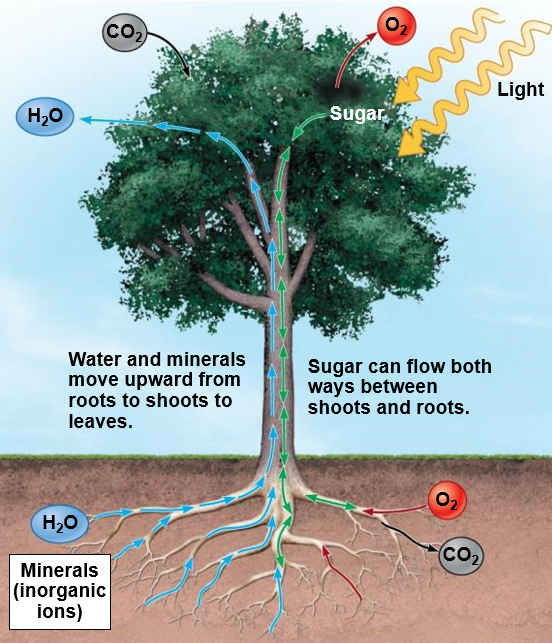 CO₂
O₂
Light
H₂O
Sugar
Water and minerals
move upward from
roots to shoots to
leaves.
Sugar can flow both
ways between
shoots and roots.
O₂
H₂O
CO₂
Minerals
(inorganic
ions)